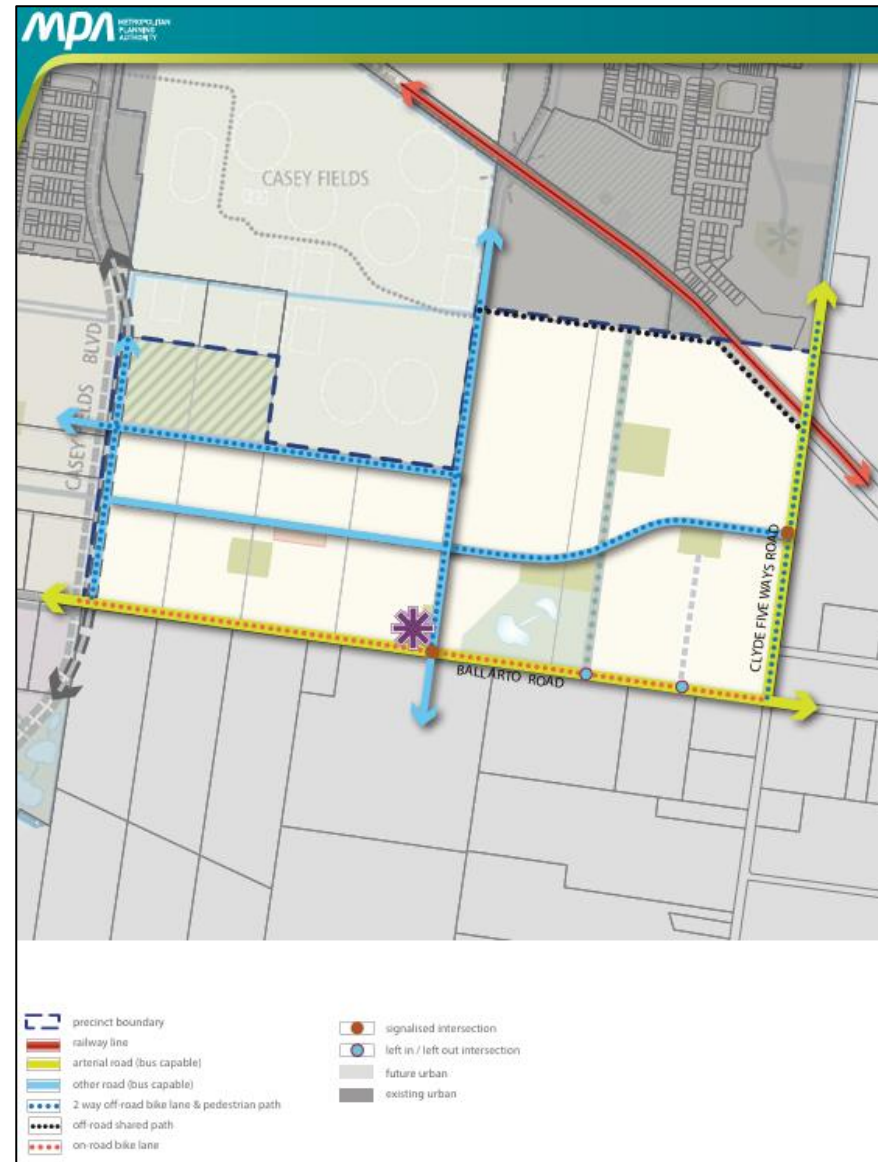 MPA
METROPOLITAN
PLANNING
AUTHORITY
CASEY FIELDS
CASEY FIELDS BLVD
CLYDE FIVE WAYS ROAD
BALLARTO ROAD
precinct boundary
railway line
arterial road (bus capable)
other road (bus capable)
2 way off-road bike lane & pedestrian path
off-road shared path
on-road bike lane
signalised intersection
left in / left out intersection
future urban
existing urban